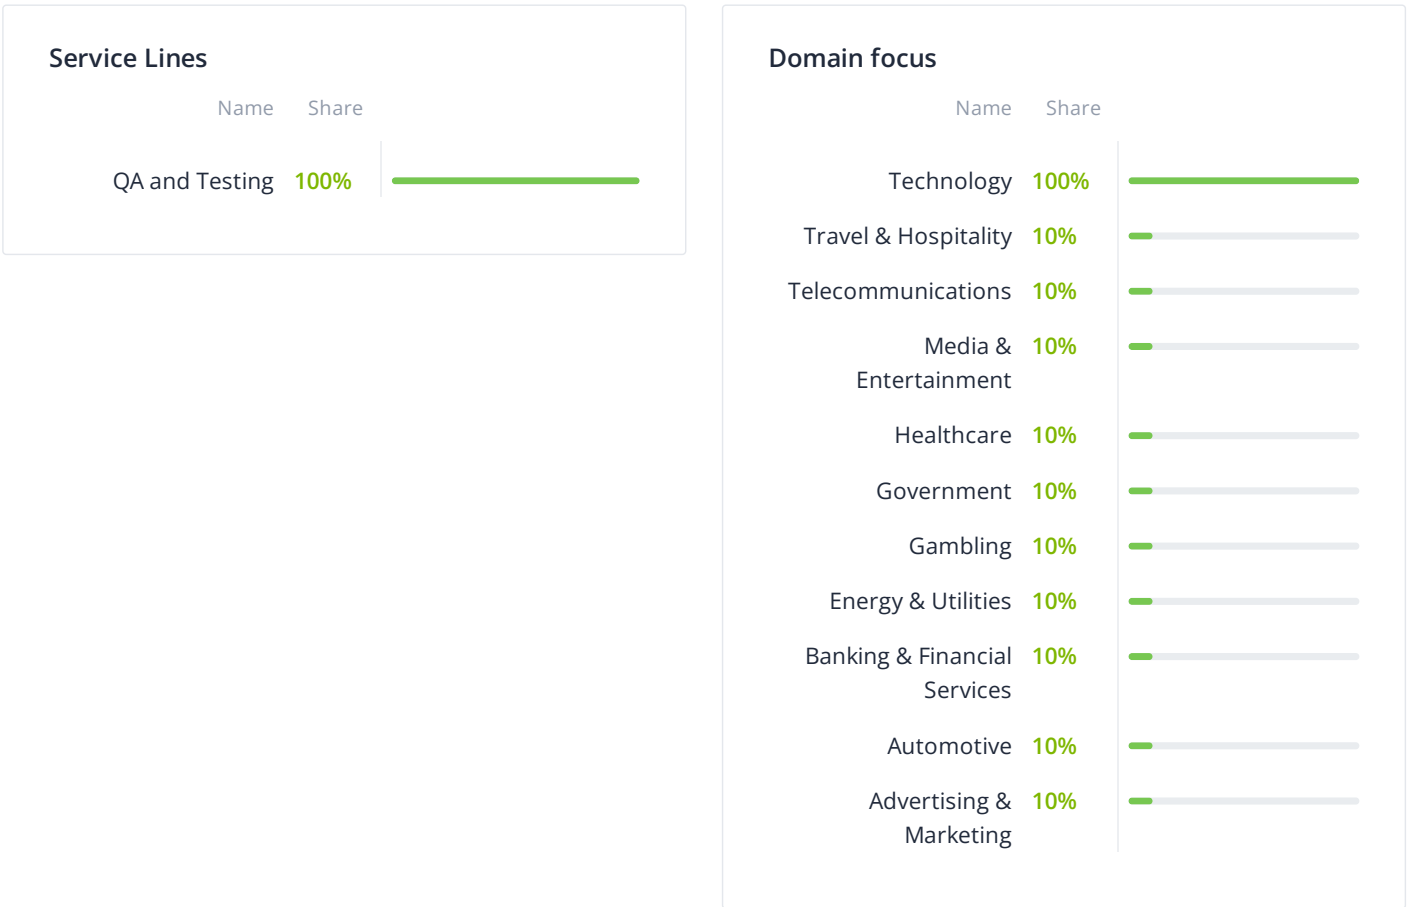 Service Lines
Name Share
QA and Testing 100%
Domain focus
Name Share
Technology 100%
Travel & Hospitality 10%
Telecommunications 10%
Media & 10%
Entertainment
Healthcare 10%
Government 10%
Gambling 10%
Energy & Utilities 10%
Banking & Financial 10%
Services
Automotive 10%
Advertising & 10%
Marketing